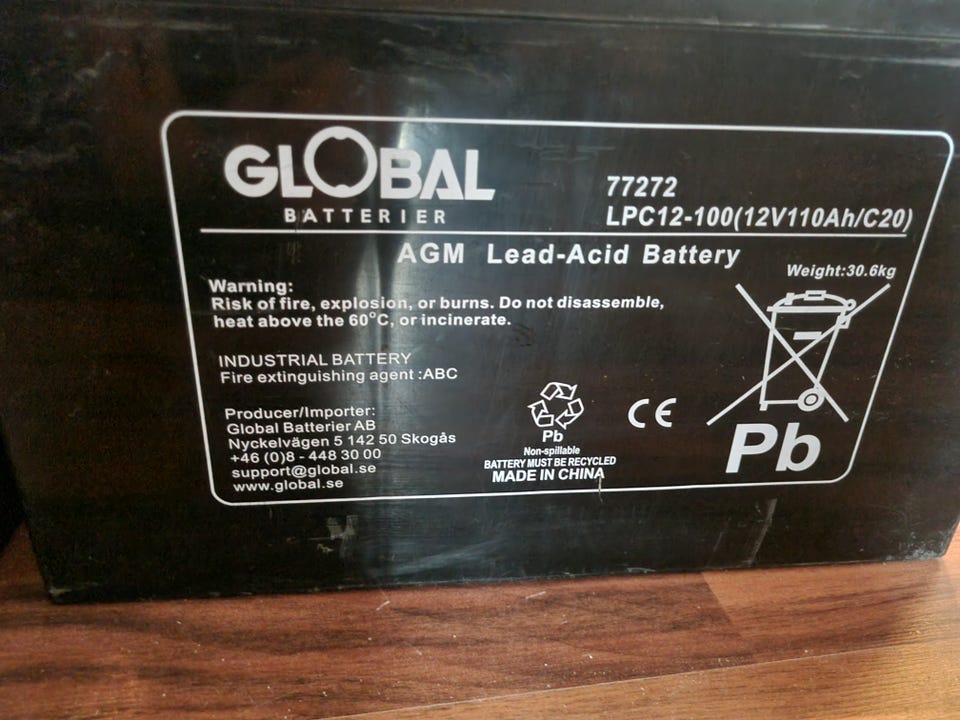 GLOBAL
BATTERIER
77272
LPC12-100(12V110Ah/C20)
AGM Lead-Acid Battery
Weight:30.6kg
Warning:
Risk of fire, explosion, or burns. Do not disassemble,
heat above the 60°C, or incinerate.
INDUSTRIAL BATTERY
Fire extinguishing agent :ABC
Producer/Importer:
Global Batterier AB
Nyckelvägen 5 142 50 Skogås
+46 (0)8 - 448 30 00
support@global.se
www.global.se
Pb
Non-spillable
BATTERY MUST BE RECYCLED
MADE IN CHINA
CE
Pb